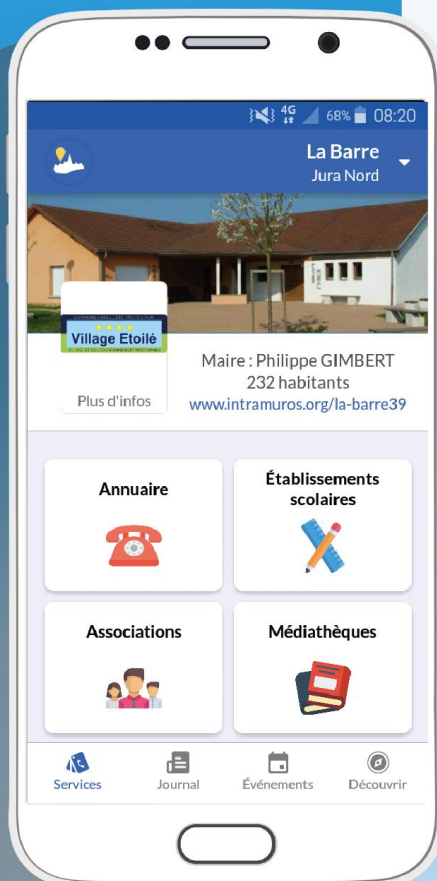 4G
68%
08:20
La Barre
Jura Nord
Village Etoilé
Plus d'infos
Maire : Philippe GIMBERT
232 habitants
www.intramuros.org/la-barre39
Annuaire
Établissements
scolaires
Associations
Médiathèques
Services
Journal
Événements
Découvrir